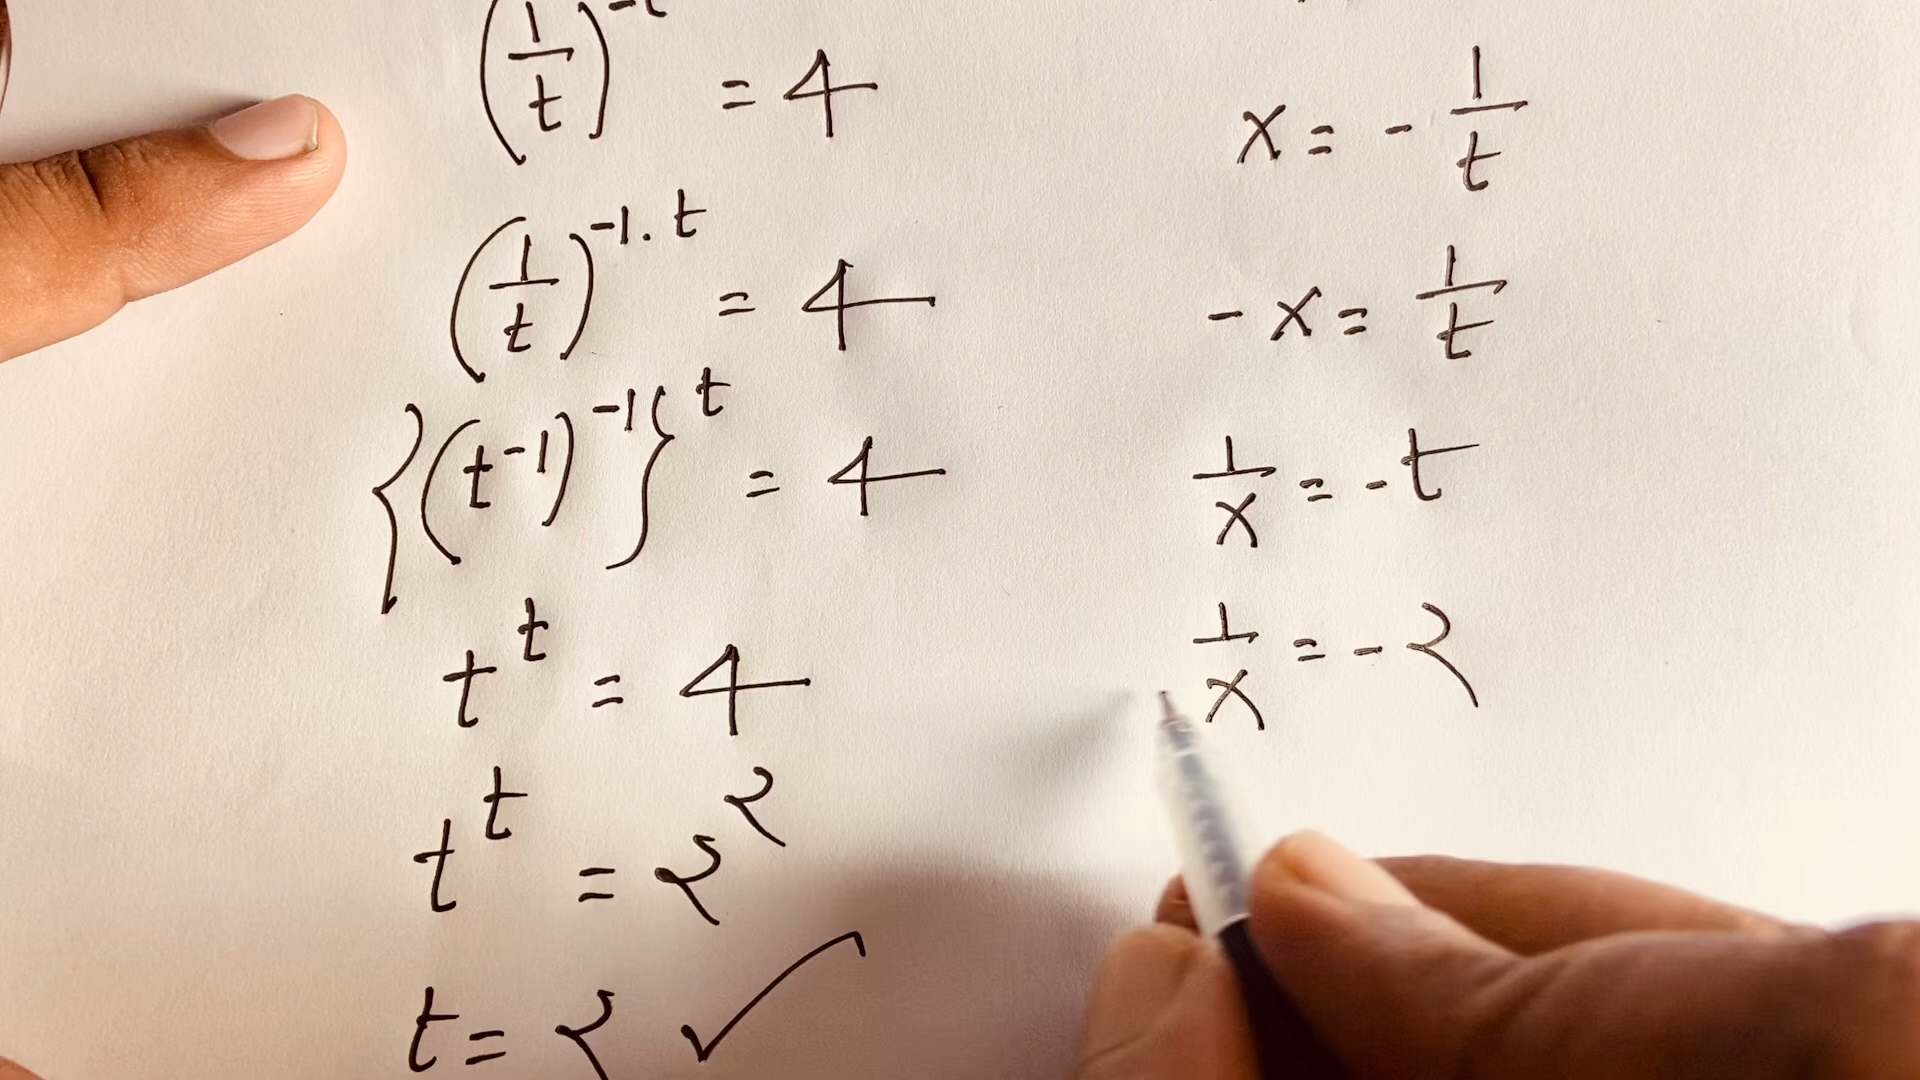 (1/t)^-t = 4
(1/t)^-1.t = 4
{(t^-1)^-1}^t = 4
t^t = 4
t^t = 2^2
t = 2 ✓
x = - 1/t
- x = 1/t
1/x = - t
1/x = - 2